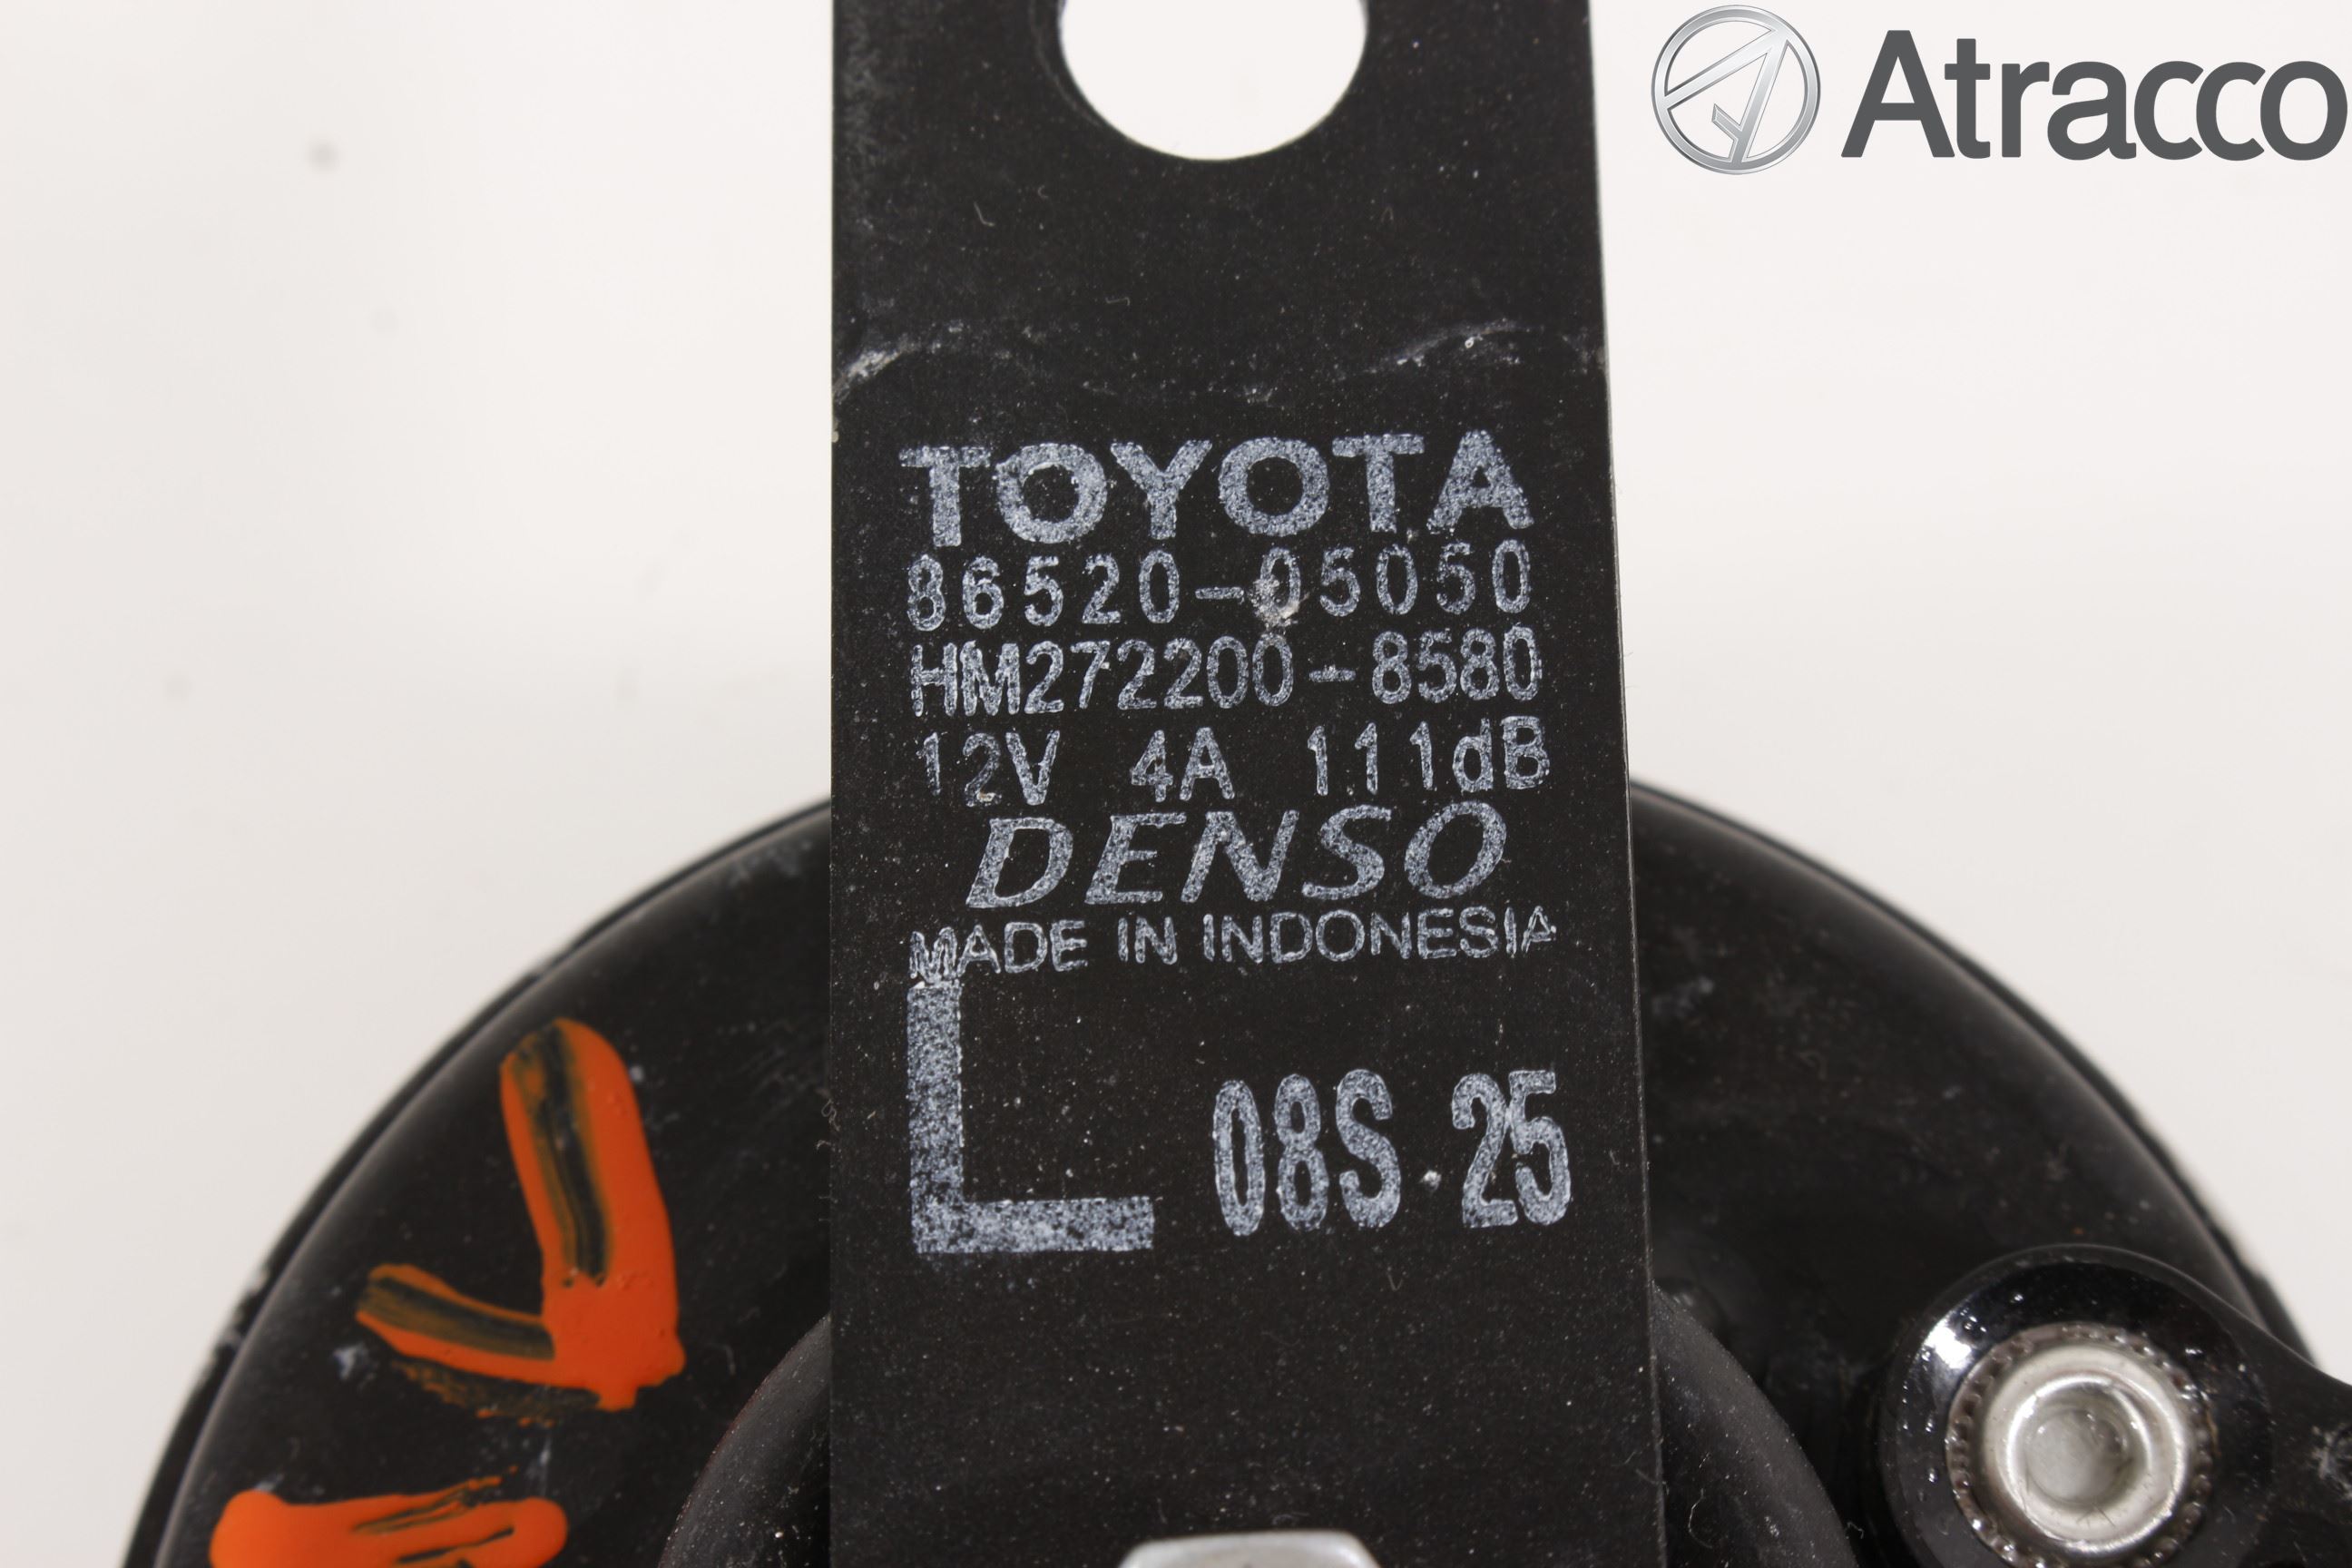 Atracco
TOYOTA
86520-05050
HM272200-8580
12V 4A 111dB
DENSO
MADE IN INDONESIA
L 08S 25